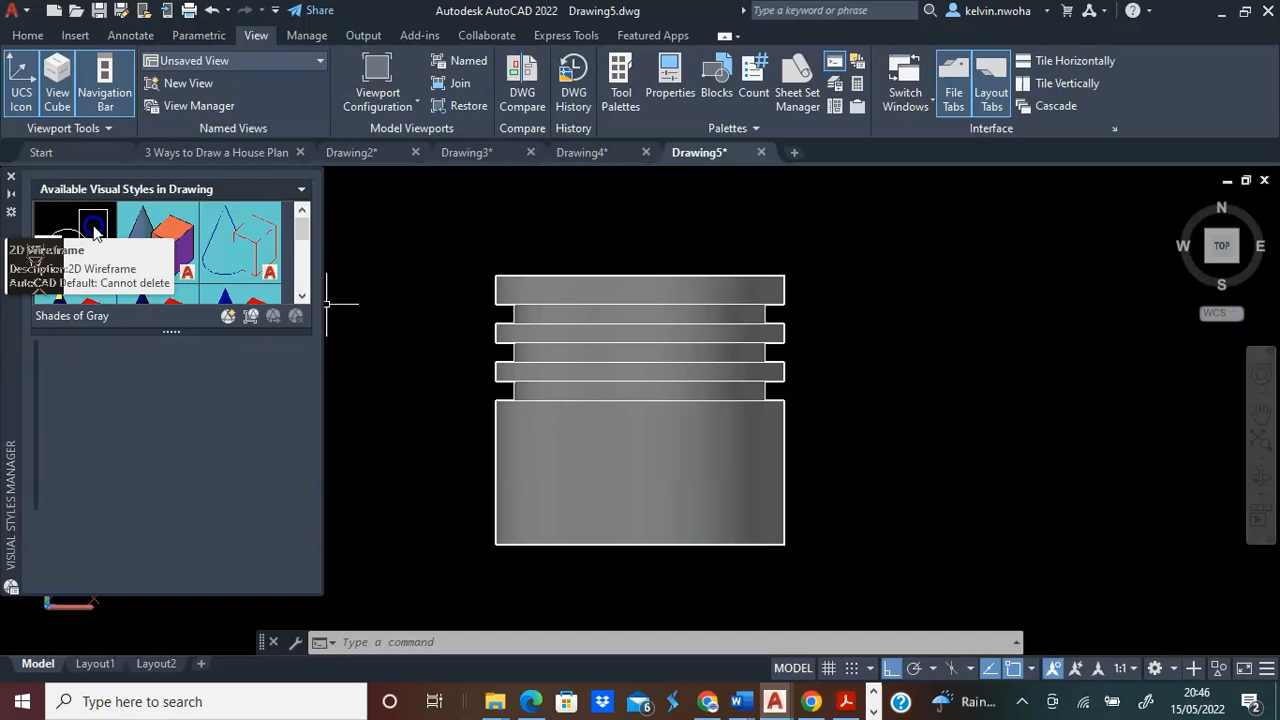 Share
Autodesk AutoCAD 2022 Drawing5.dwg
Type a keyword or phrase
kelvin.nwoha
Home Insert Annotate Parametric View Manage Output Add-ins Collaborate Express Tools Featured Apps
UCS Icon
View Cube
Navigation Bar
Viewport Tools
Unsaved View
New View
View Manager
Named Views
Viewport Configuration
Named
Join
Restore
Model Viewports
DWG Compare
Compare
DWG History
History
Tool Palettes
Properties
Blocks
Count
Sheet Set Manager
Palettes
Switch Windows
File Tabs
Layout Tabs
Tile Horizontally
Tile Vertically
Cascade
Interface
Start 3 Ways to Draw a House Plan Drawing2* Drawing3* Drawing4* Drawing5*
Available Visual Styles in Drawing
2D Wireframe
Description:2D Wireframe
AutoCAD Default: Cannot delete
Shades of Gray
VISUAL STYLES MANAGER
N
W TOP E
S
WCS
Type a command
Model Layout1 Layout2
MODEL 1:1
Type here to search
6
Rain...
20:46
15/05/2022
2